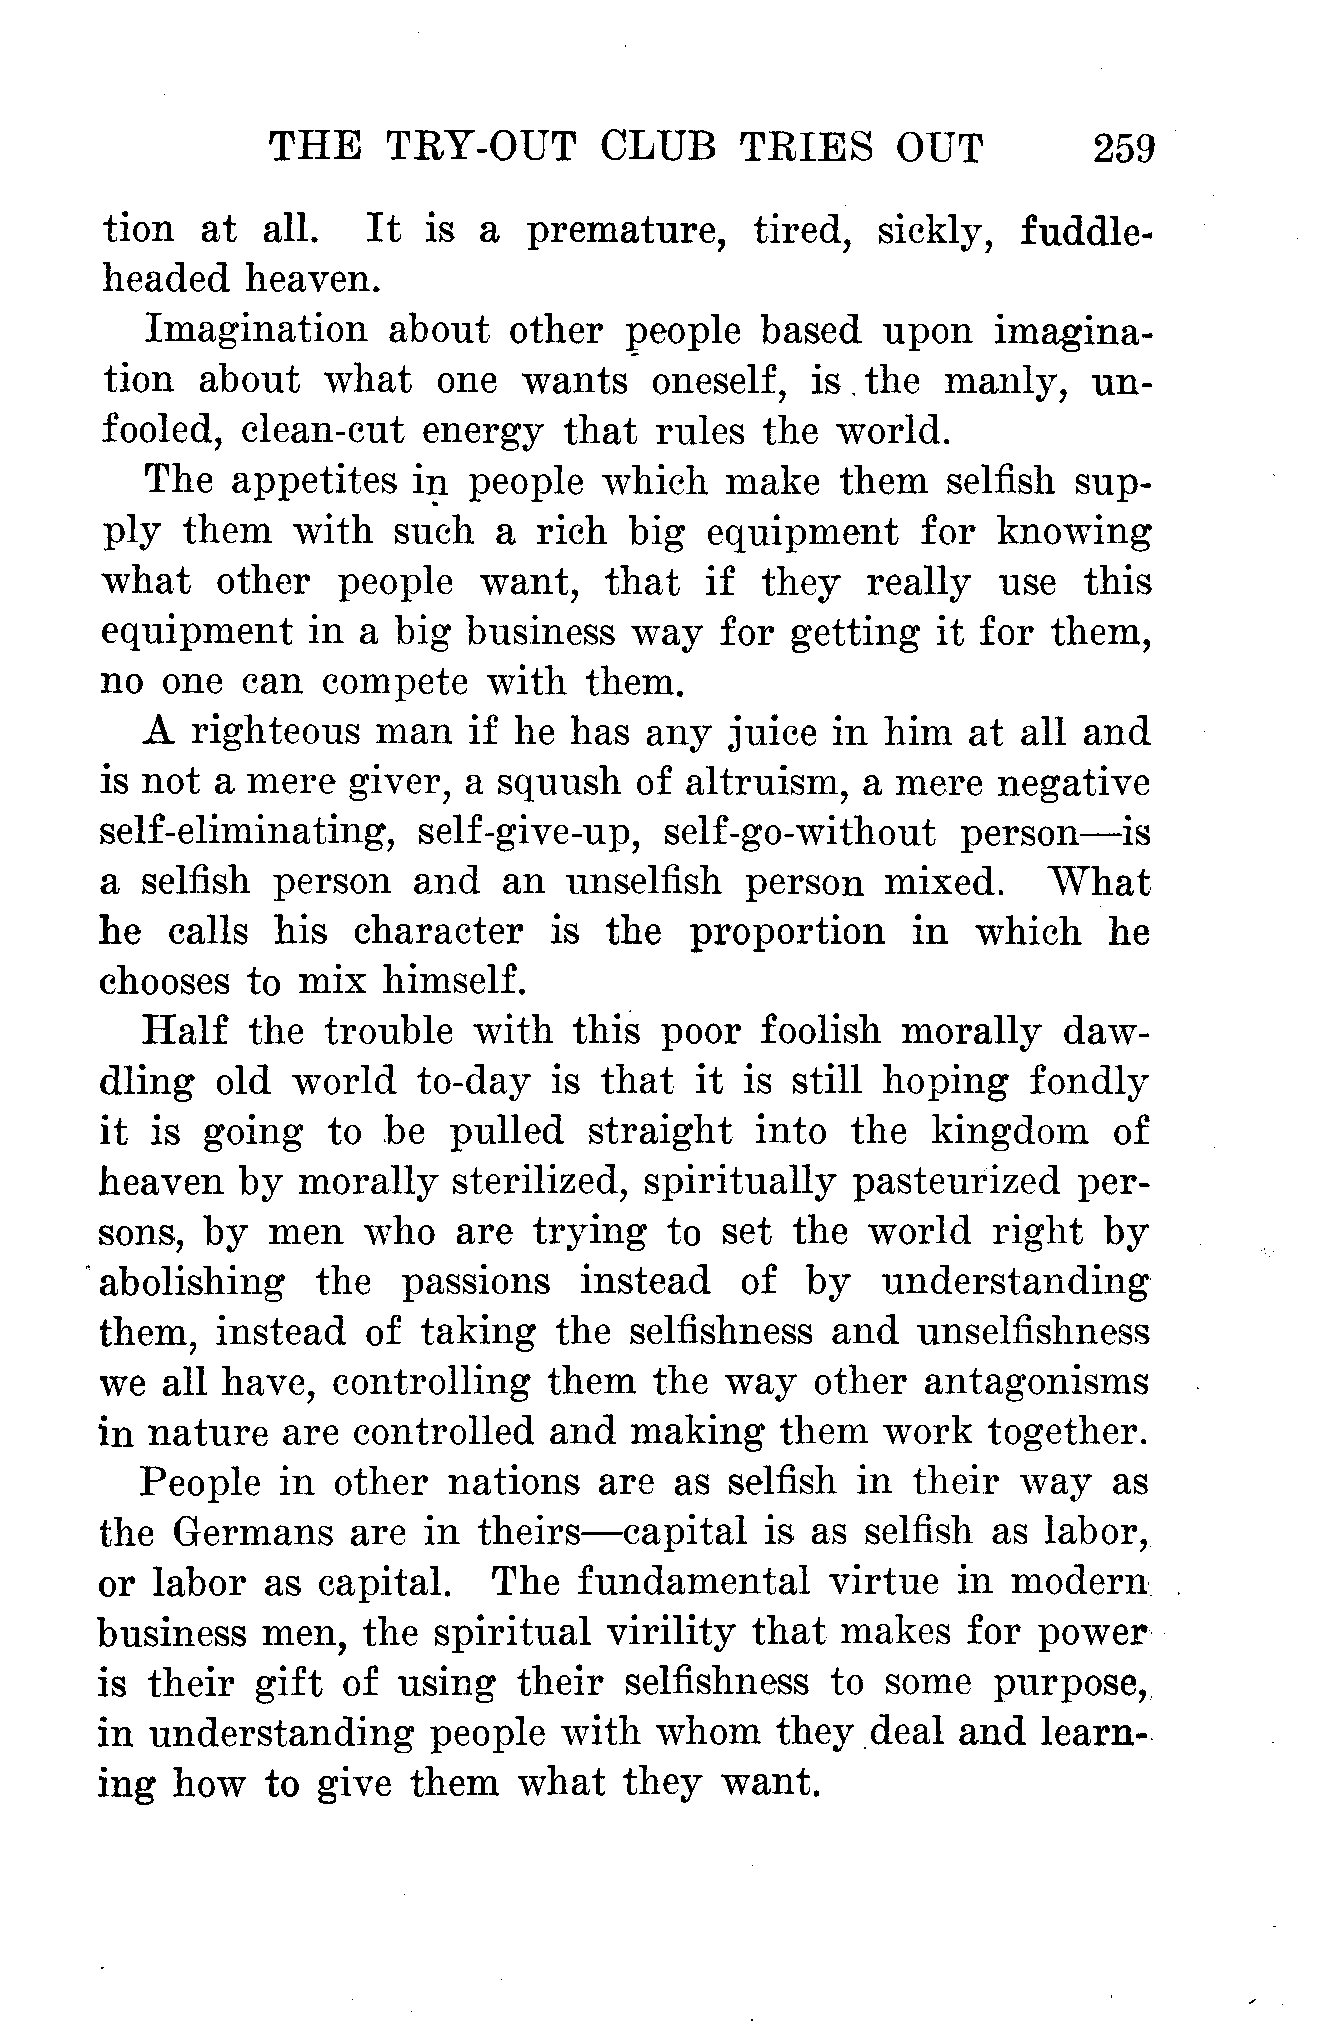 THE TRY-OUT CLUB TRIES OUT 259
tion at all. It is a premature, tired, sickly, fuddle-
headed heaven.
Imagination about other people based upon imagina-
tion about what one wants oneself, is the manly, un-
fooled, clean-cut energy that rules the world.
The appetites in people which make them selfish sup-
ply them with such a rich big equipment for knowing
what other people want, that if they really use this
equipment in a big business way for getting it for them,
no one can compete with them.
A righteous man if he has any juice in him at all and
is not a mere giver, a squush of altruism, a mere negative
self-eliminating, self-give-up, self-go-without person—is
a selfish person and an unselfish person mixed. What
he calls his character is the proportion in which he
chooses to mix himself.
Half the trouble with this poor foolish morally daw-
dling old world to-day is that it is still hoping fondly
it is going to be pulled straight into the kingdom of
heaven by morally sterilized, spiritually pasteurized per-
sons, by men who are trying to set the world right by
abolishing the passions instead of by understanding
them, instead of taking the selfishness and unselfishness
we all have, controlling them the way other antagonisms
in nature are controlled and making them work together.
People in other nations are as selfish in their way as
the Germans are in theirs—capital is as selfish as labor,
or labor as capital. The fundamental virtue in modern
business men, the spiritual virility that makes for power
is their gift of using their selfishness to some purpose,
in understanding people with whom they deal and learn-
ing how to give them what they want.